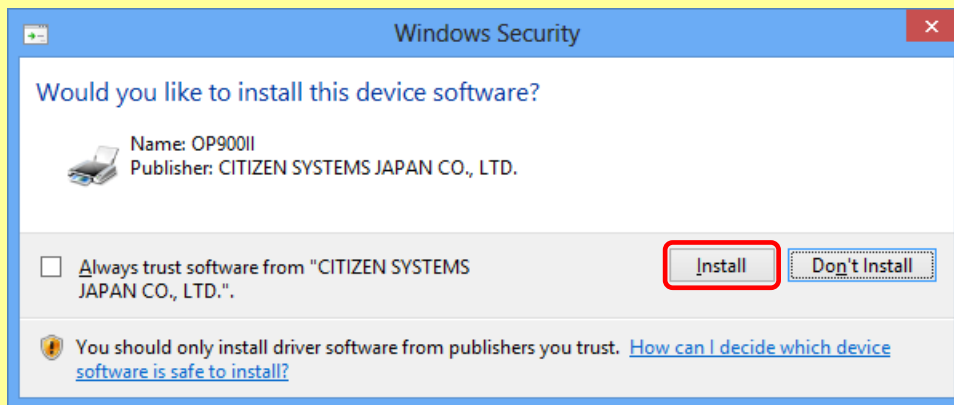 Windows Security
Would you like to install this device software?
Name: OP900II
Publisher: CITIZEN SYSTEMS JAPAN CO., LTD.
Always trust software from "CITIZEN SYSTEMS
JAPAN CO., LTD.".
Install
Don't Install
You should only install driver software from publishers you trust. How can I decide which device
software is safe to install?